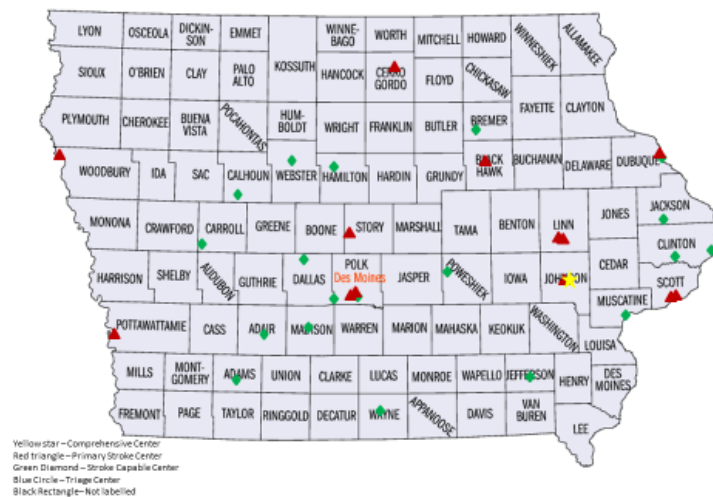 LYON OSCEOLA DICKIN- SON EMMET WINNE- BAGO WORTH MITCHELL HOWARD WINNESHIEK ALLAMAKEE
SIOUX O'BRIEN CLAY PALO ALTO KOSSUTH HANCOCK CERRO GORDO FLOYD CHICKASAW
PLYMOUTH CHEROKEE BUENA VISTA POCAHONTAS HUM- BOLDT WRIGHT FRANKLIN BUTLER BREMER FAYETTE CLAYTON
WOODBURY IDA SAC CALHOUN WEBSTER HAMILTON HARDIN GRUNDY BLACK HAWK BUCHANAN DELAWARE DUBUQUE
MONONA CRAWFORD CARROLL GREENE BOONE STORY MARSHALL TAMA BENTON LINN JONES JACKSON
CLINTON
HARRISON SHELBY AUDUBON GUTHRIE DALLAS POLK JASPER POWESHIEK IOWA JOHNSON CEDAR SCOTT
Des Moines
MUSCATINE
POTTAWATTAMIE CASS ADAIR MADISON WARREN MARION MAHASKA KEOKUK WASHINGTON LOUISA
MILLS MONT- GOMERY ADAMS UNION CLARKE LUCAS MONROE WAPELLO JEFFERSON HENRY DES MOINES
FREMONT PAGE TAYLOR RINGGOLD DECATUR WAYNE APPANOOSE DAVIS VAN BUREN LEE
Yellow star – Comprehensive Center
Red triangle – Primary Stroke Center
Green Diamond – Stroke Capable Center
Blue Circle – Triage Center
Black Rectangle – Not labelled